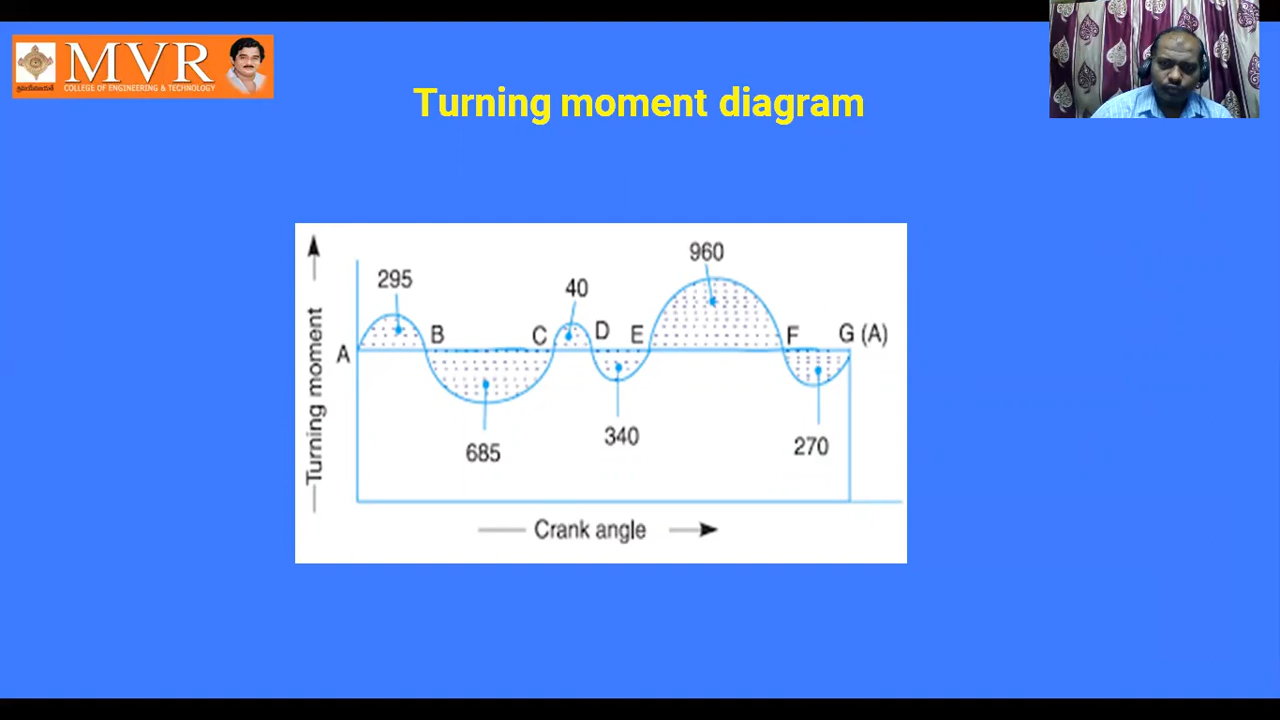 MVR
COLLEGE OF ENGINEERING & TECHNOLOGY
Turning moment diagram
960
295
40
A
B
C
D
E
F
G (A)
685
340
270
Turning moment
Crank angle